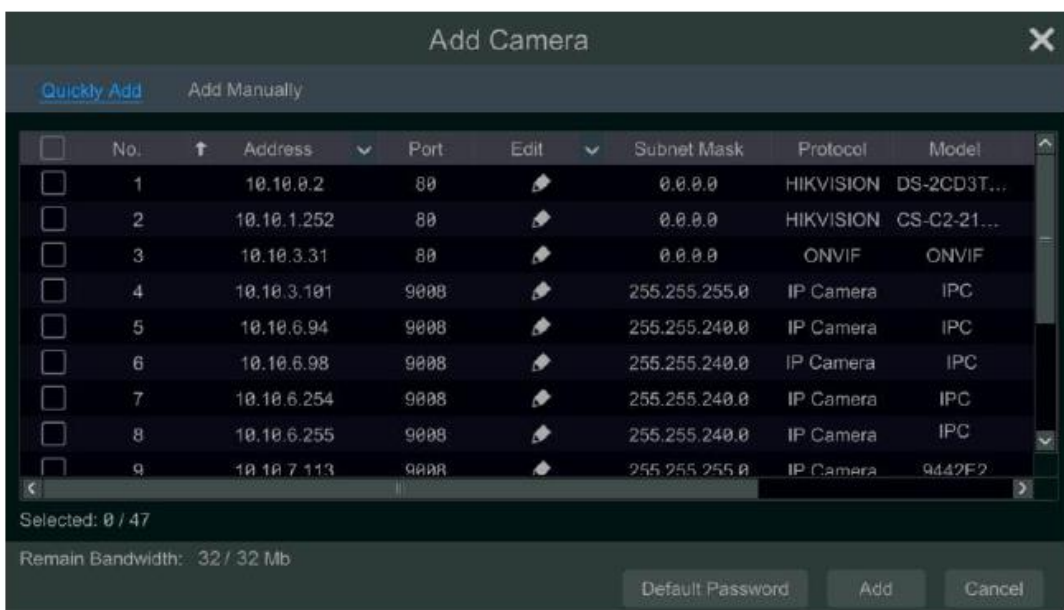 Add Camera
Quickly Add Add Manually
No. Address Port Edit Subnet Mask Protocol Model
1 10.10.0.2 80 0.0.0.0 HIKVISION DS-2CD3T...
2 10.10.1.252 80 0.0.0.0 HIKVISION CS-C2-21...
3 10.10.3.31 80 0.0.0.0 ONVIF ONVIF
4 10.10.3.101 9008 255.255.255.0 IP Camera IPC
5 10.10.6.94 9008 255.255.240.0 IP Camera IPC
6 10.10.6.98 9008 255.255.240.0 IP Camera IPC
7 10.10.6.254 9008 255.255.240.0 IP Camera IPC
8 10.10.6.255 9008 255.255.240.0 IP Camera IPC
9 10.10.7.113 9008 255.255.255.0 IP Camera 9442E2
Selected: 0 / 47
Remain Bandwidth: 32 / 32 Mb
Default Password Add Cancel